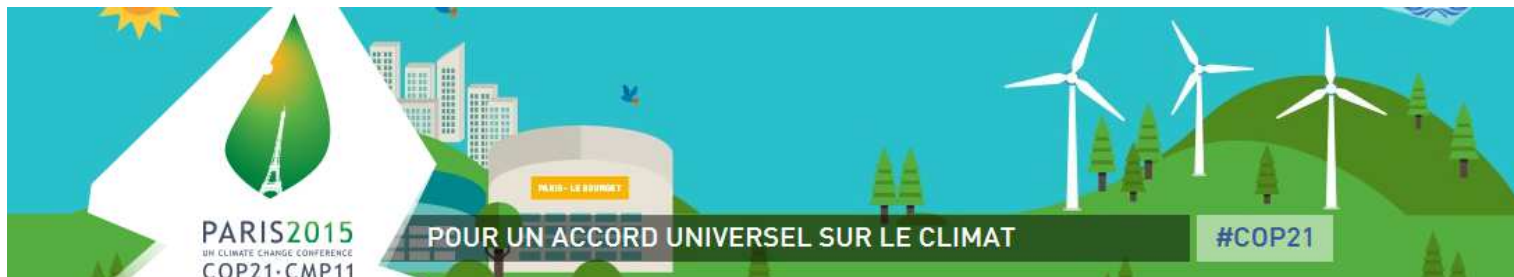 PARIS - LE BOURGET
PARIS2015
UN CLIMATE CHANGE CONFERENCE
COP21·CMP11
POUR UN ACCORD UNIVERSEL SUR LE CLIMAT
#COP21